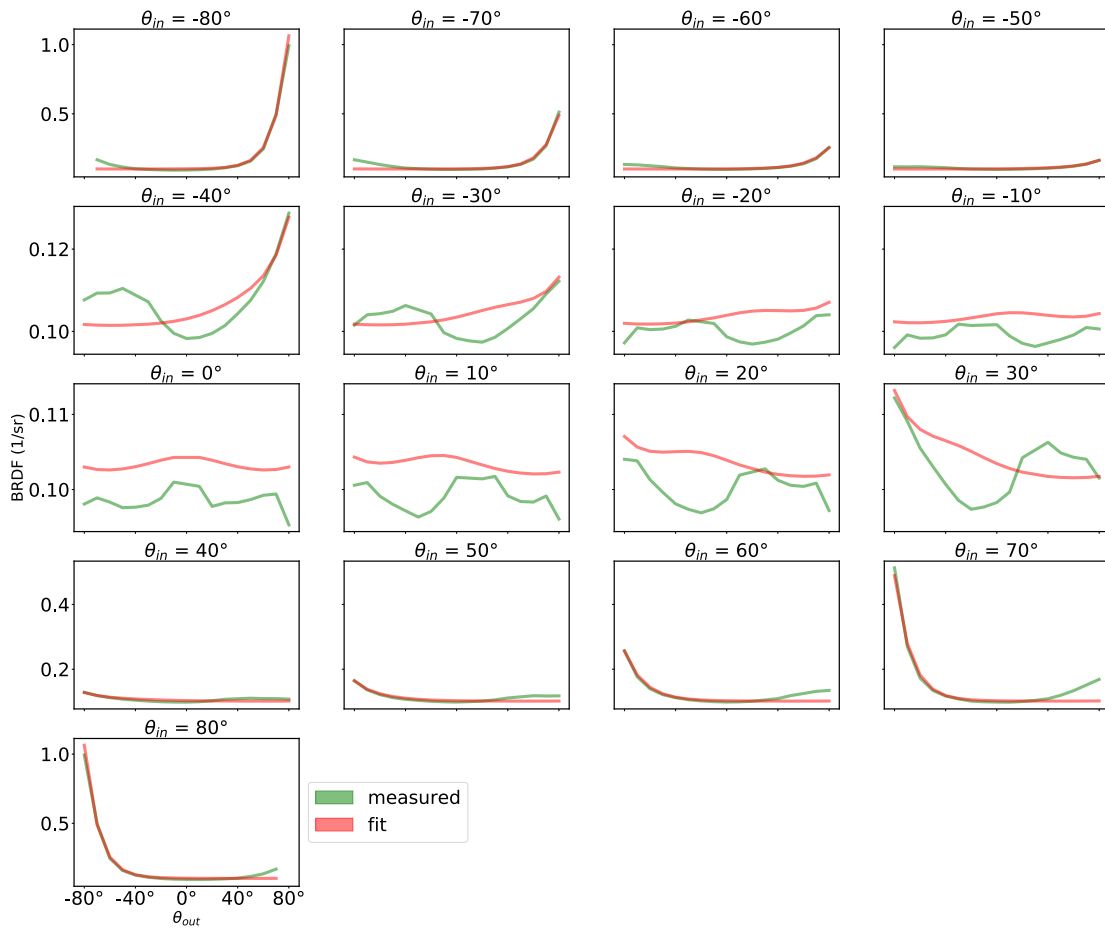 θin = -80° θin = -70° θin = -60° θin = -50°
1.0
0.5
θin = -40° θin = -30° θin = -20° θin = -10°
0.12
0.10
θin = 0° θin = 10° θin = 20° θin = 30°
0.11
0.10
BRDF (1/sr)
θin = 40° θin = 50° θin = 60° θin = 70°
0.4
0.2
θin = 80°
1.0
0.5
measured
fit
-80° -40° 0° 40° 80°
θout